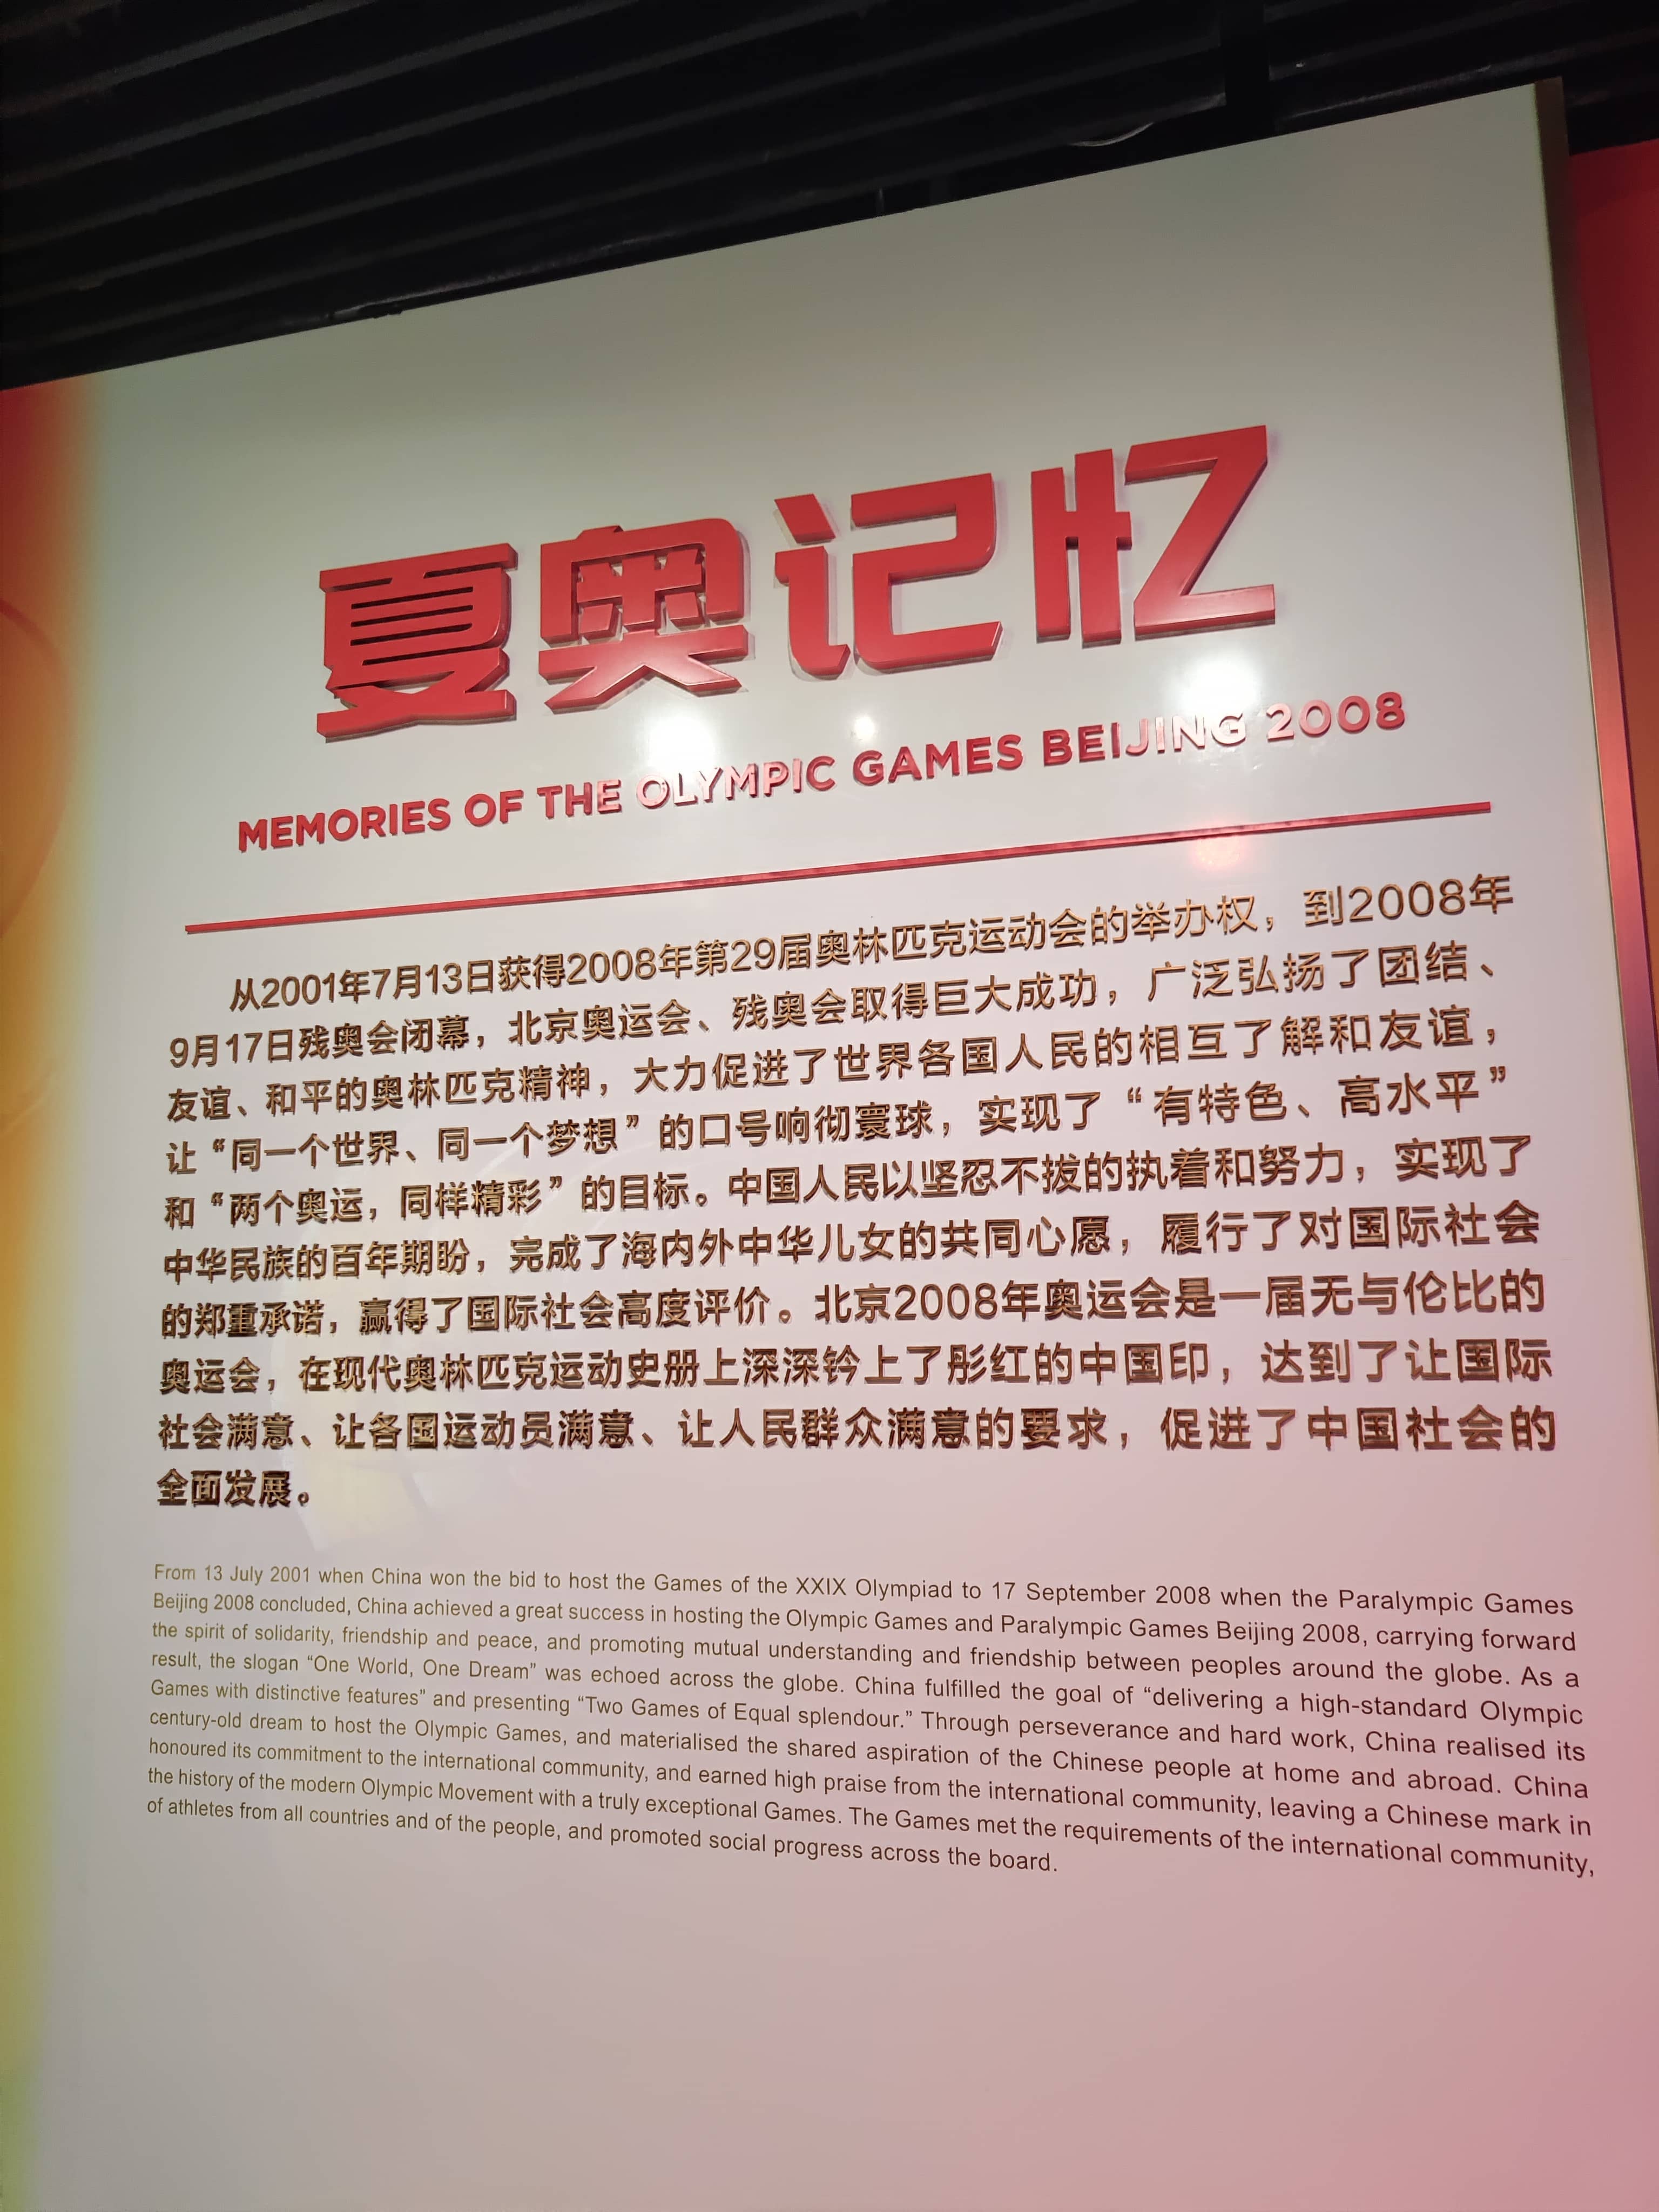 夏奥记忆
MEMORIES OF THE OLYMPIC GAMES BEIJING 2008
从2001年7月13日获得2008年第29届奥林匹克运动会的举办权，到2008年
9月17日残奥会闭幕，北京奥运会、残奥会取得巨大成功，广泛弘扬了团结、
友谊、和平的奥林匹克精神，大力促进了世界各国人民的相互了解和友谊，
让“同一个世界、同一个梦想”的口号响彻寰球，实现了“有特色、高水平”
和“两个奥运，同样精彩”的目标。中国人民以坚忍不拔的执着和努力，实现了
中华民族的百年期盼，完成了海内外中华儿女的共同心愿，履行了对国际社会
的郑重承诺，赢得了国际社会高度评价。北京2008年奥运会是一届无与伦比的
奥运会，在现代奥林匹克运动史册上深深钤上了彤红的中国印，达到了让国际
社会满意、让各国运动员满意、让人民群众满意的要求，促进了中国社会的
全面发展。
From 13 July 2001 when China won the bid to host the Games of the XXIX Olympiad to 17 September 2008 when the Paralympic Games
Beijing 2008 concluded, China achieved a great success in hosting the Olympic Games and Paralympic Games Beijing 2008, carrying forward
the spirit of solidarity, friendship and peace, and promoting mutual understanding and friendship between peoples around the globe. As a
result, the slogan “One World, One Dream” was echoed across the globe. China fulfilled the goal of “delivering a high-standard Olympic
Games with distinctive features” and presenting “Two Games of Equal splendour.” Through perseverance and hard work, China realised its
century-old dream to host the Olympic Games, and materialised the shared aspiration of the Chinese people at home and abroad. China
honoured its commitment to the international community, and earned high praise from the international community, leaving a Chinese mark in
the history of the modern Olympic Movement with a truly exceptional Games. The Games met the requirements of the international community,
of athletes from all countries and of the people, and promoted social progress across the board.